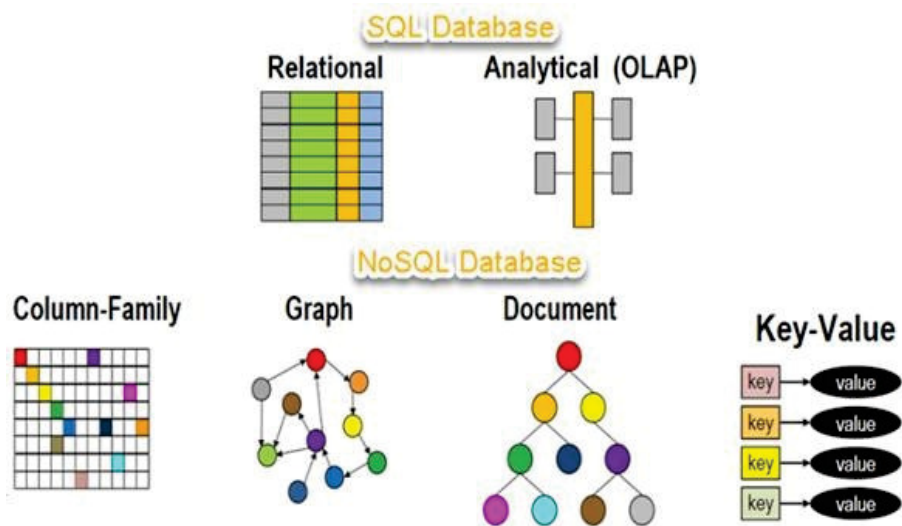 SQL Database
Relational
Analytical (OLAP)
NoSQL Database
Column-Family
Graph
Document
Key-Value
key value
key value
key value
key value